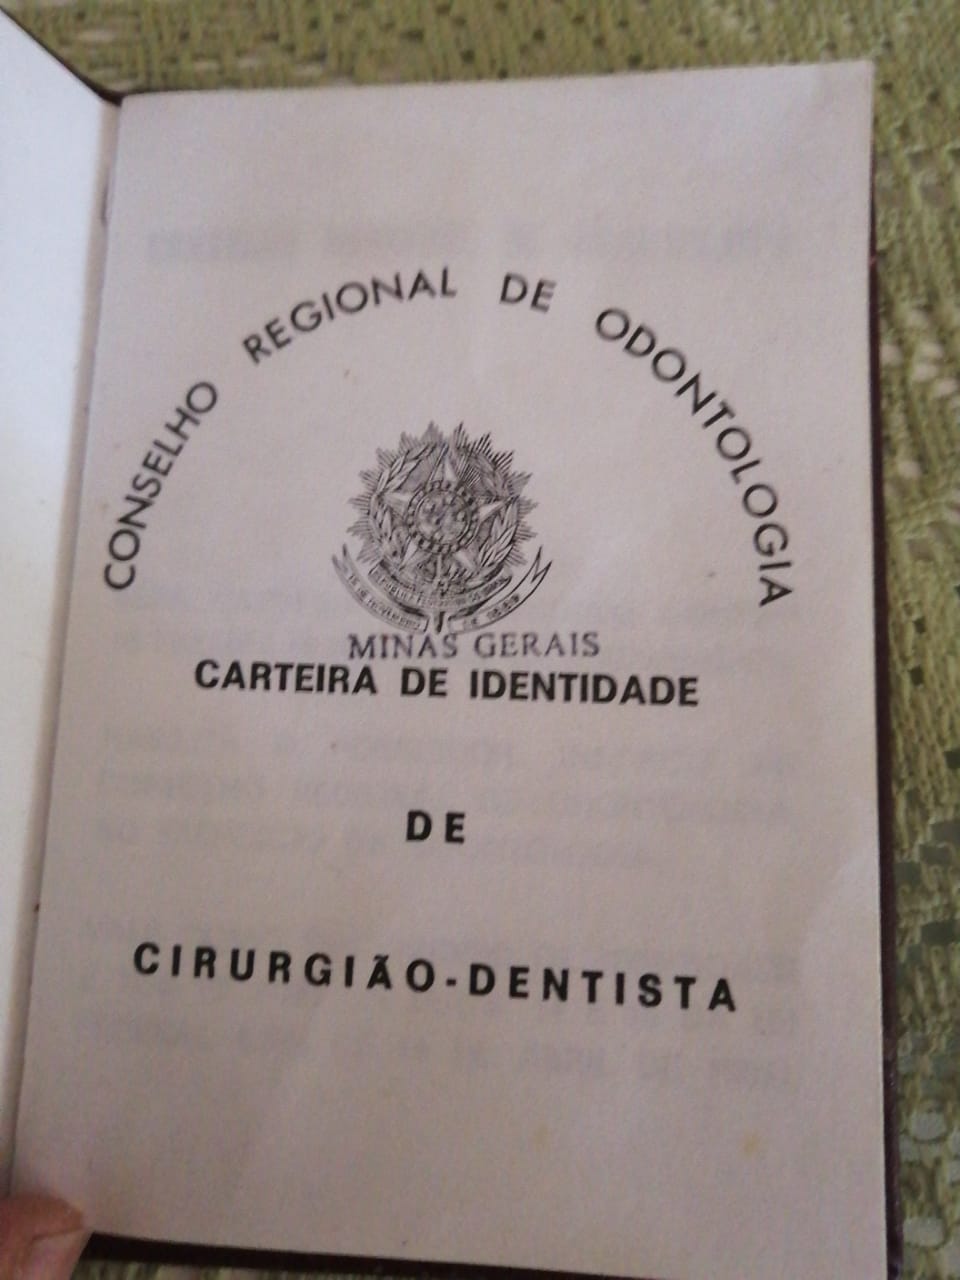 CONSELHO REGIONAL DE ODONTOLOGIA
MINAS GERAIS
CARTEIRA DE IDENTIDADE
DE
CIRURGIÃO-DENTISTA